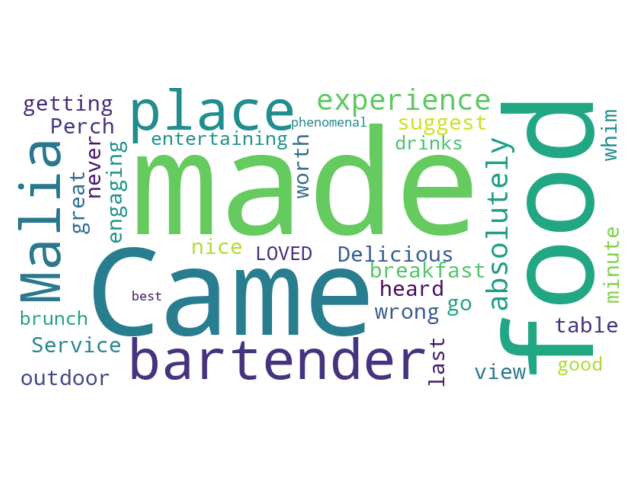 getting
place
experience
Perch
phenomenal
suggest
entertaining
drinks
whim
made
food
never
worth
absolutely
engaging
great
Malia
nice
LOVED
Delicious
Came
breakfast
minute
best
heard
go
wrong
brunch
table
Service
bartender
last
view
good
outdoor